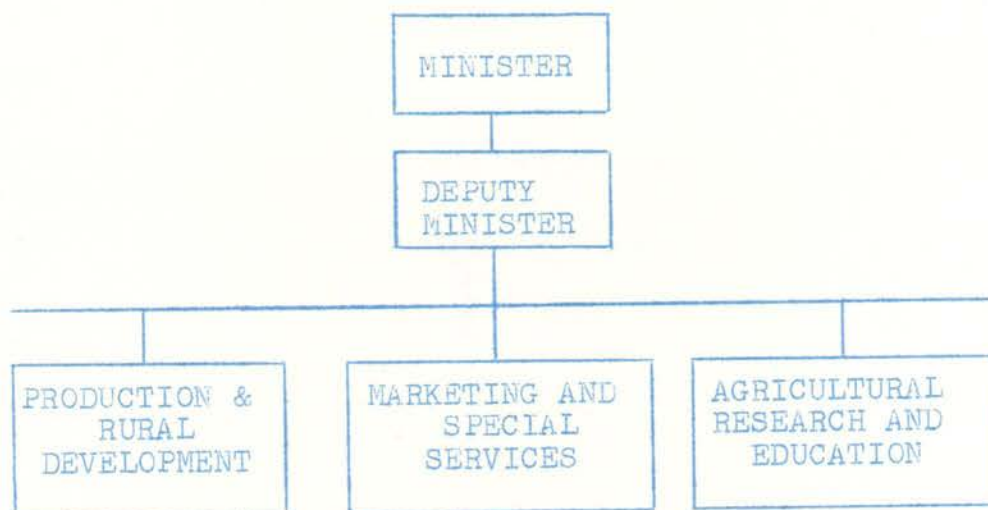 MINISTER
DEPUTY
MINISTER
PRODUCTION &
RURAL
DEVELOPMENT
MARKETING AND
SPECIAL
SERVICES
AGRICULTURAL
RESEARCH AND
EDUCATION